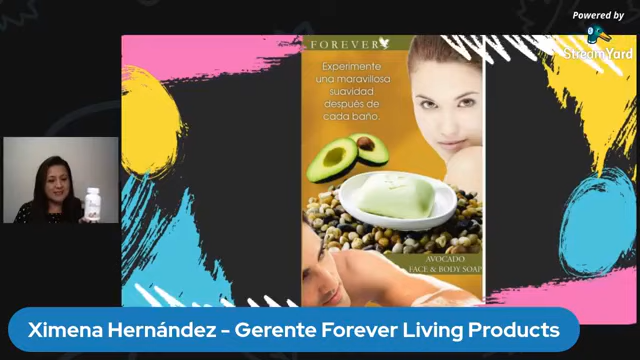 Powered by
StreamYard
FOREVER
Experimente
una maravillosa
suavidad
después de
cada baño.
AVOCADO
FACE & BODY SOAP
Ximena Hernández - Gerente Forever Living Products